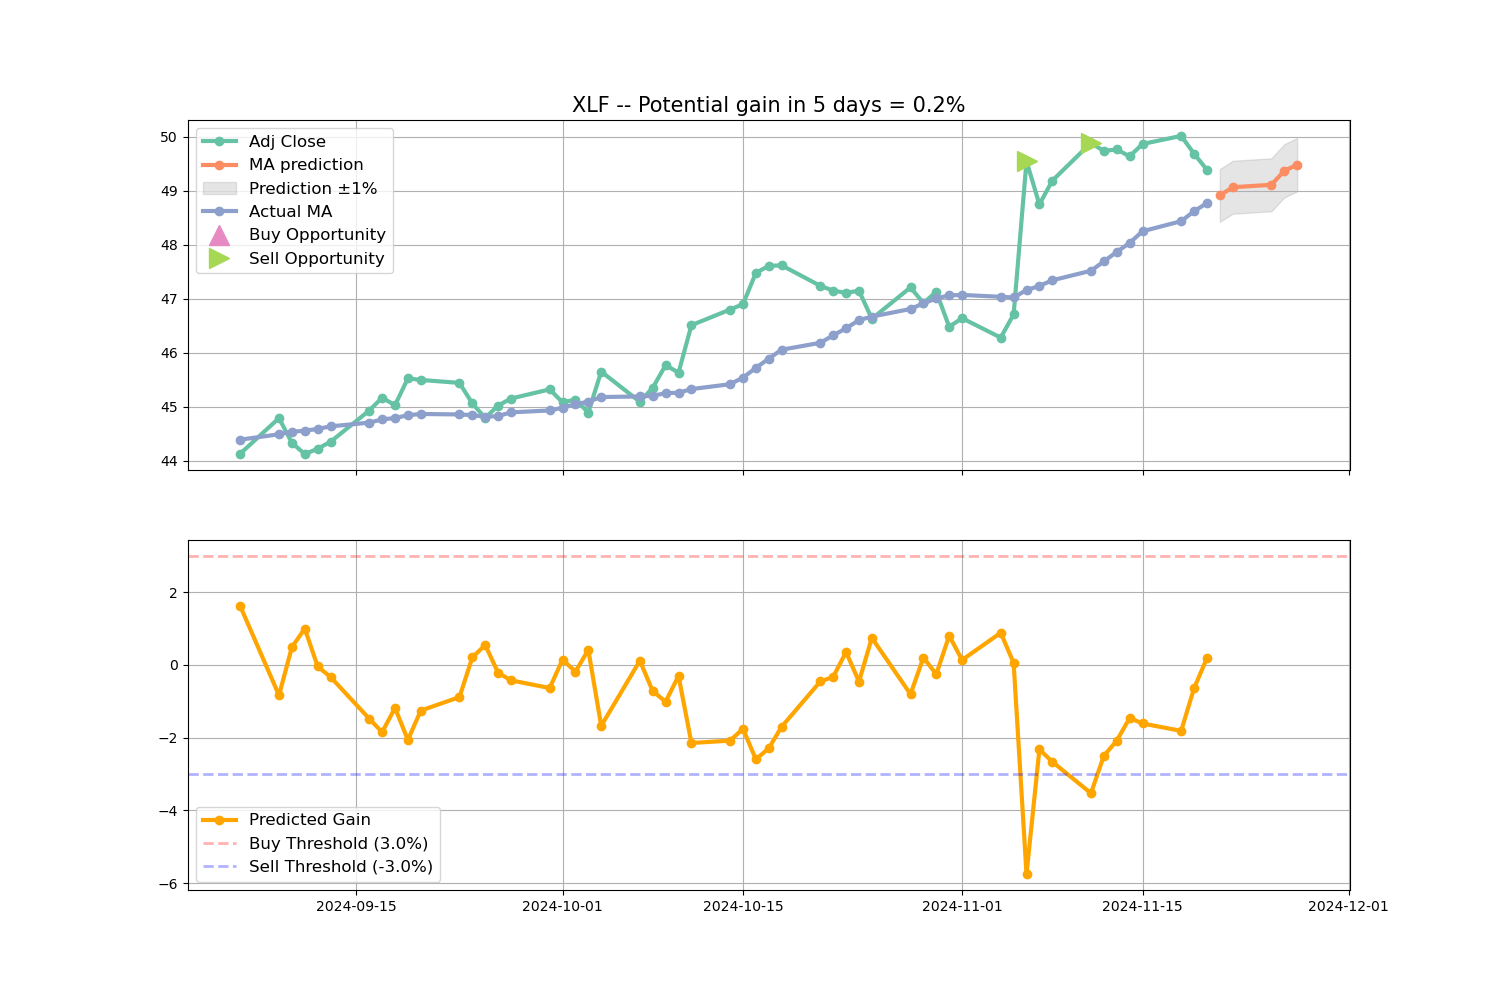 XLF -- Potential gain in 5 days = 0.2%
50
49
48
47
46
45
44
Adj Close
MA prediction
Prediction ±1%
Actual MA
Buy Opportunity
Sell Opportunity
2
0
−2
−4
−6
Predicted Gain
Buy Threshold (3.0%)
Sell Threshold (-3.0%)
2024-09-15
2024-10-01
2024-10-15
2024-11-01
2024-11-15
2024-12-01